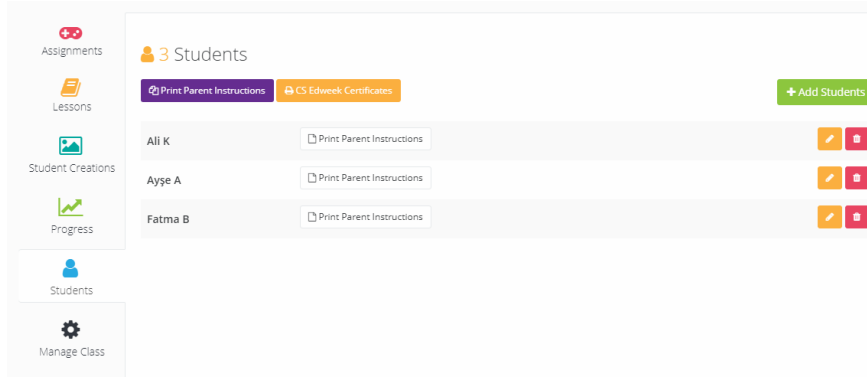 Assignments
Lessons
Student Creations
Progress
Students
Manage Class
3 Students
Print Parent Instructions
CS Edweek Certificates
Add Students
Ali K
Print Parent Instructions
Ayşe A
Print Parent Instructions
Fatma B
Print Parent Instructions